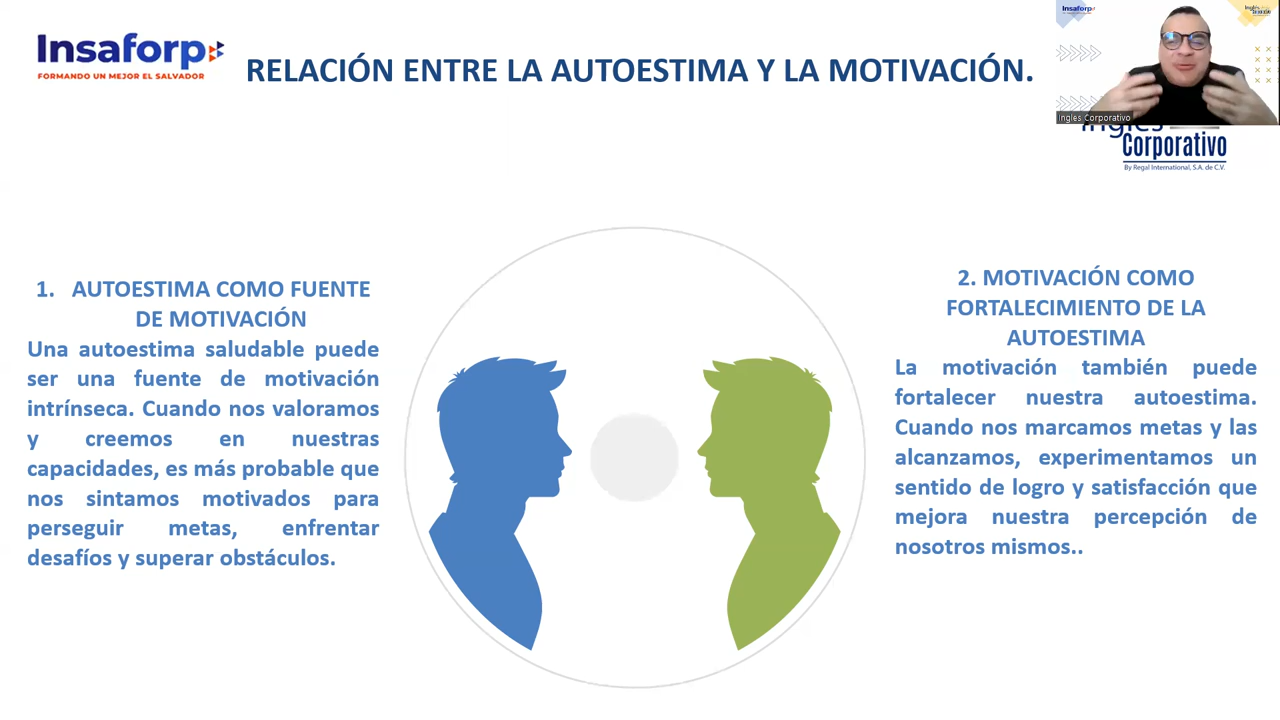 Insaforp
FORMANDO UN MEJOR EL SALVADOR
RELACIÓN ENTRE LA AUTOESTIMA Y LA MOTIVACIÓN.
Insaforp
Ingles Corporativo
Ingles
Corporativo
By Regal International, S.A. de C.V.
1. AUTOESTIMA COMO FUENTE
DE MOTIVACIÓN
Una autoestima saludable puede
ser una fuente de motivación
intrínseca. Cuando nos valoramos
y creemos en nuestras
capacidades, es más probable que
nos sintamos motivados para
perseguir metas, enfrentar
desafíos y superar obstáculos.
2. MOTIVACIÓN COMO
FORTALECIMIENTO DE LA
AUTOESTIMA
La motivación también puede
fortalecer nuestra autoestima.
Cuando nos marcamos metas y las
alcanzamos, experimentamos un
sentido de logro y satisfacción que
mejora nuestra percepción de
nosotros mismos..